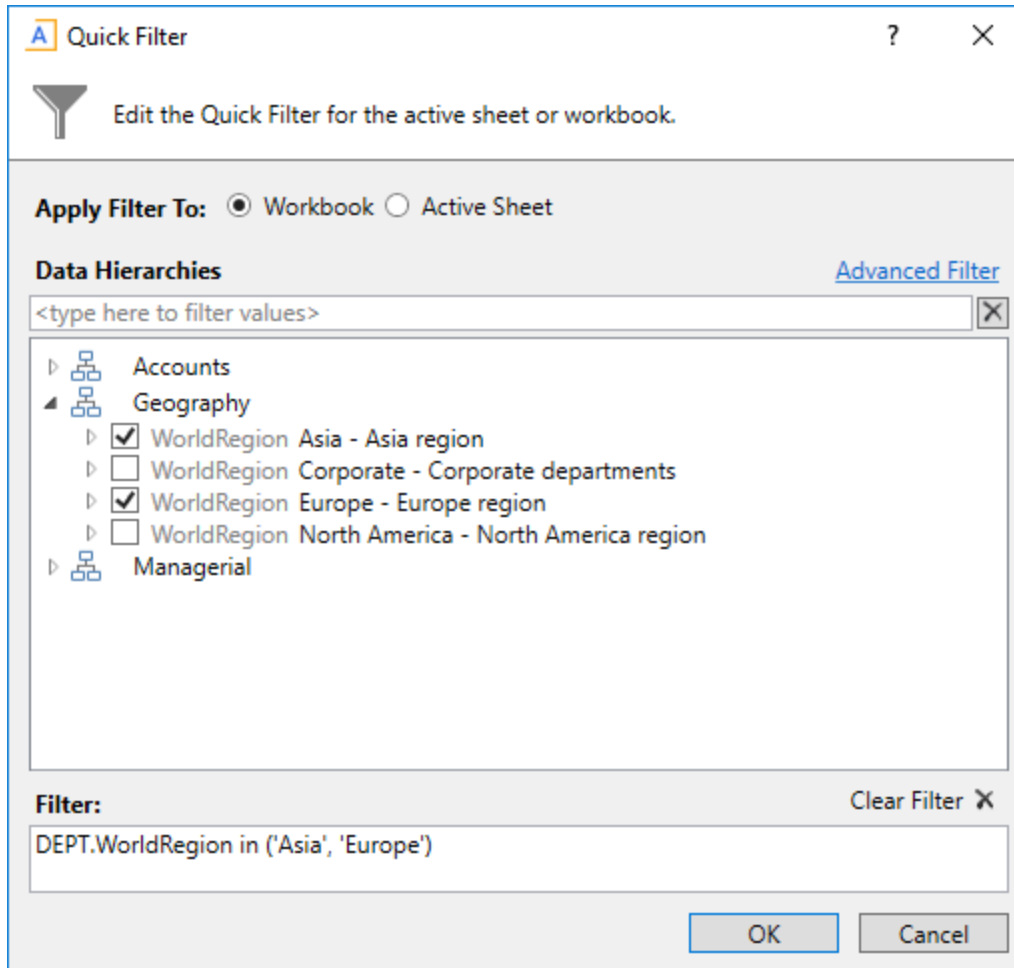 A Quick Filter ?
Edit the Quick Filter for the active sheet or workbook.
Apply Filter To: Workbook Active Sheet
Data Hierarchies Advanced Filter
<type here to filter values>
Accounts
Geography
WorldRegion Asia - Asia region
WorldRegion Corporate - Corporate departments
WorldRegion Europe - Europe region
WorldRegion North America - North America region
Managerial
Filter: Clear Filter
DEPT.WorldRegion in ('Asia', 'Europe')
OK Cancel